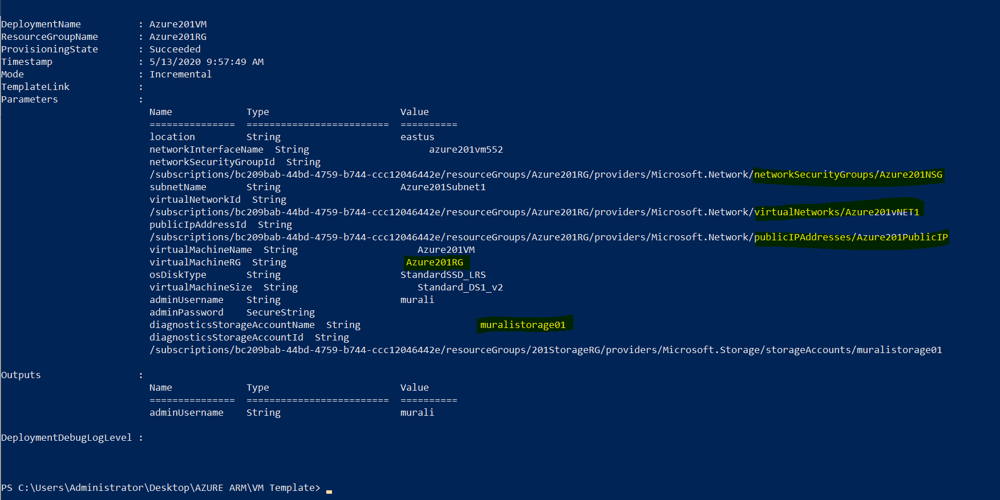 DeploymentName          : Azure201VM
ResourceGroupName       : Azure201RG
ProvisioningState       : Succeeded
Timestamp               : 5/13/2020 9:57:49 AM
Mode                    : Incremental
TemplateLink            :
Parameters              :
                          Name             Type                       Value
                          ===============  =========================  ==========
                          location         String                     eastus
                          networkInterfaceName  String                     azure201vm552
                          networkSecurityGroupId  String
                          /subscriptions/bc209bab-44bd-4759-b744-ccc12046442e/resourceGroups/Azure201RG/providers/Microsoft.Network/networkSecurityGroups/Azure201NSG
                          subnetName       String                     Azure201Subnet1
                          virtualNetworkId  String
                          /subscriptions/bc209bab-44bd-4759-b744-ccc12046442e/resourceGroups/Azure201RG/providers/Microsoft.Network/virtualNetworks/Azure201vNET1
                          publicIpAddressId  String
                          /subscriptions/bc209bab-44bd-4759-b744-ccc12046442e/resourceGroups/Azure201RG/providers/Microsoft.Network/publicIPAddresses/Azure201PublicIP
                          virtualMachineName  String                     Azure201VM
                          virtualMachineRG  String                     Azure201RG
                          osDiskType       String                     StandardSSD_LRS
                          virtualMachineSize  String                     Standard_DS1_v2
                          adminUsername    String                     murali
                          adminPassword    SecureString
                          diagnosticsStorageAccountName  String                     muralistorage01
                          diagnosticsStorageAccountId  String
                          /subscriptions/bc209bab-44bd-4759-b744-ccc12046442e/resourceGroups/201StorageRG/providers/Microsoft.Storage/storageAccounts/muralistorage01
Outputs                 :
                          Name             Type                       Value
                          ===============  =========================  ==========
                          adminUsername    String                     murali
DeploymentDebugLogLevel :
PS C:\Users\Administrator\Desktop\AZURE ARM\VM Template>